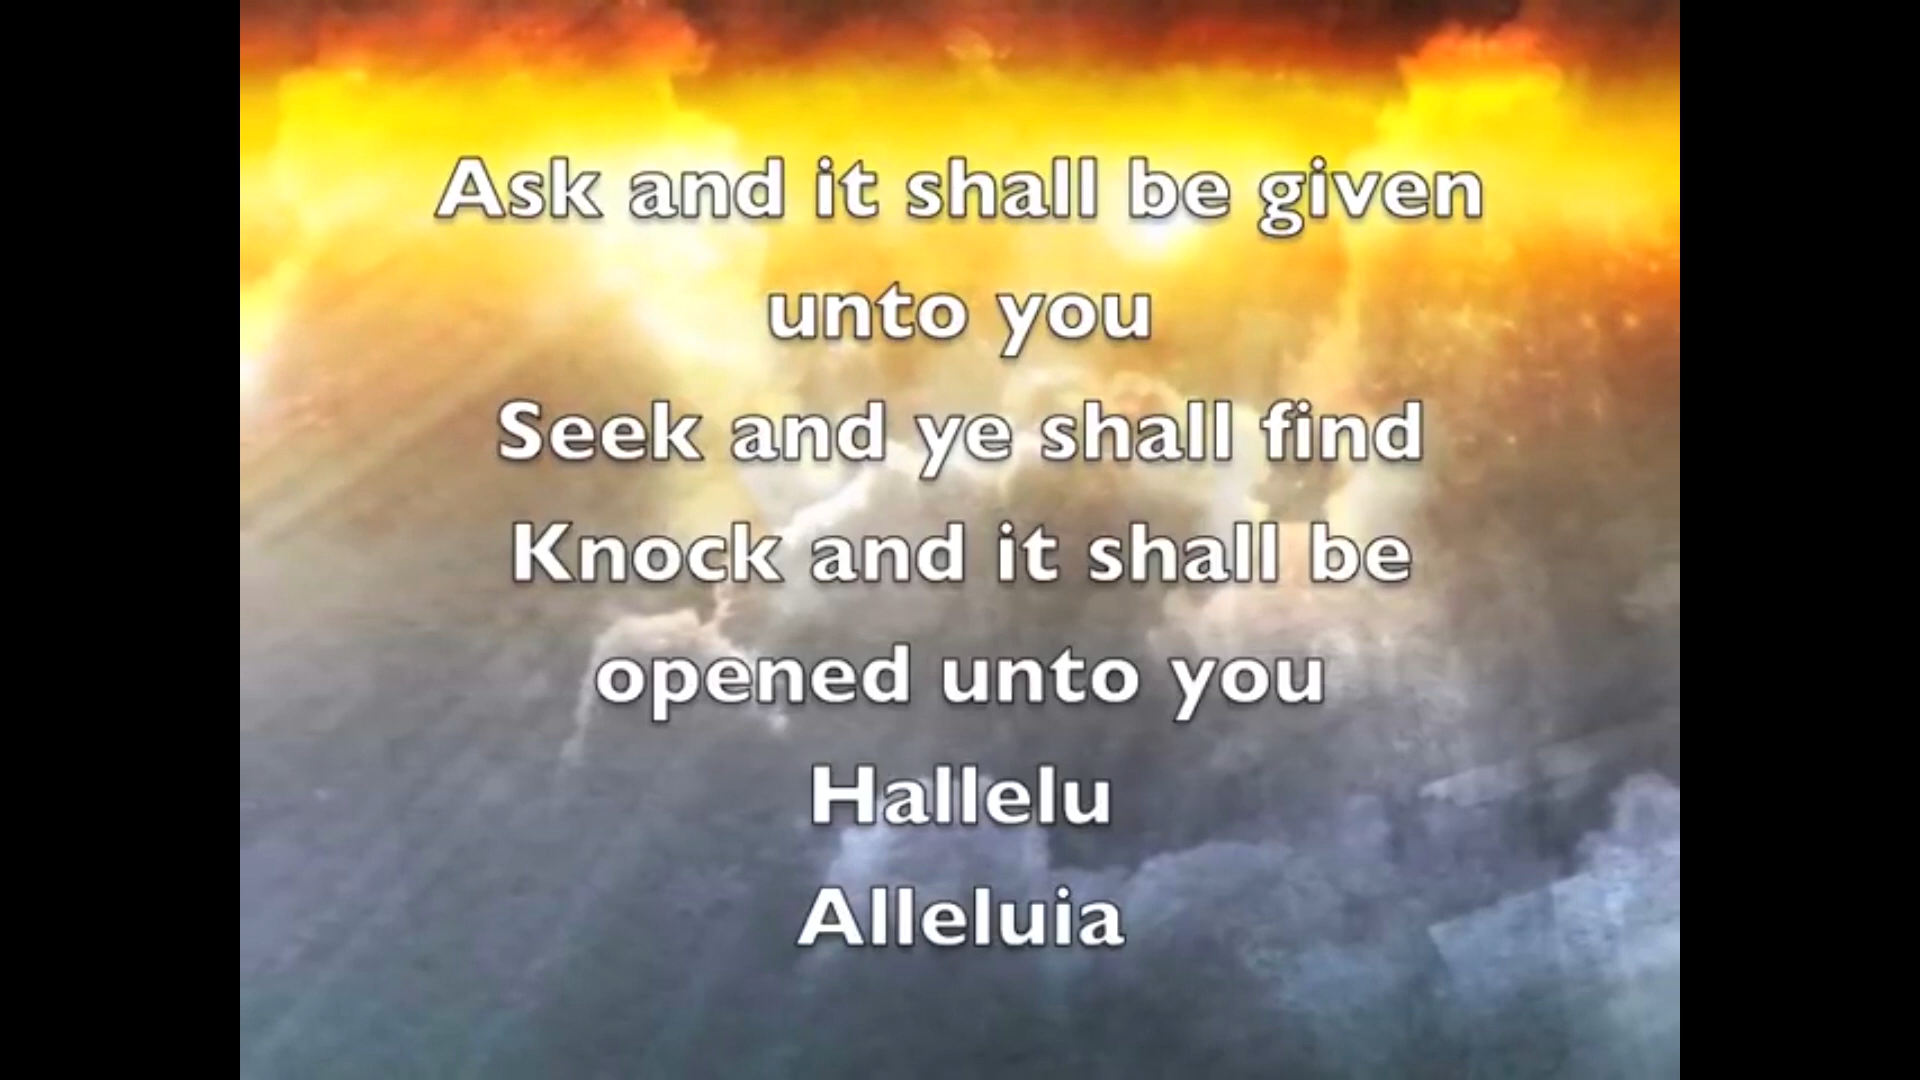 Ask and it shall be given
unto you
Seek and ye shall find
Knock and it shall be
opened unto you
Hallelu
Alleluia